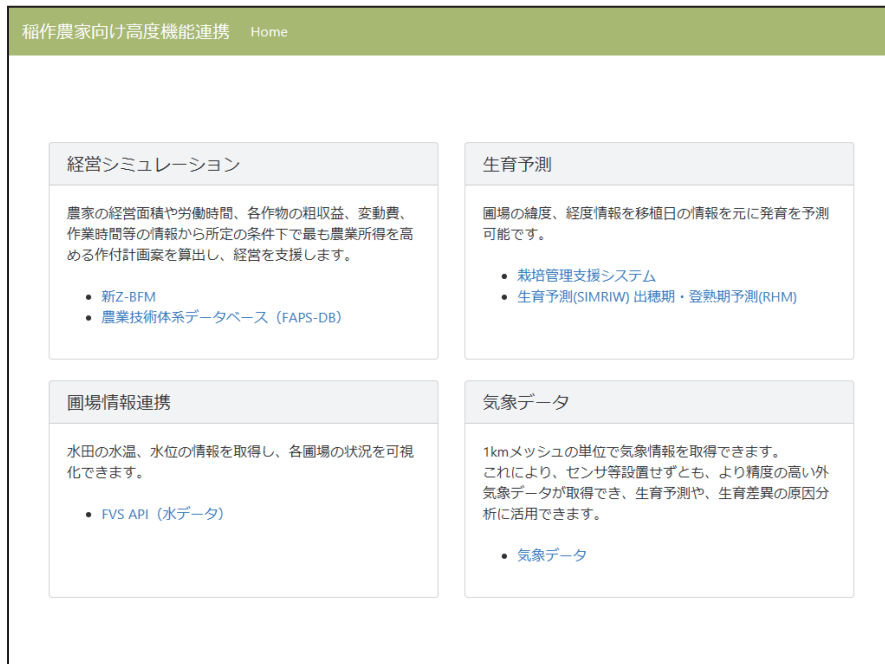 稲作農家向け高度機能連携 Home
経営シミュレーション
農家の経営面積や労働時間、各作物の粗収益、変動費、
作業時間等の情報から所定の条件下で最も農業所得を高
める作付計画案を算出し、経営を支援します。
新Z-BFM
農業技術体系データベース（FAPS-DB）
生育予測
圃場の緯度、経度情報を移植日の情報を元に発育を予測
可能です。
栽培管理支援システム
生育予測(SIMRIW) 出穂期・登熟期予測(RHM)
圃場情報連携
水田の水温、水位の情報を取得し、各圃場の状況を可視
化できます。
FVS API（水データ）
気象データ
1kmメッシュの単位で気象情報を取得できます。
これにより、センサ等設置せずとも、より精度の高い外
気象データが取得でき、生育予測や、生育差異の原因分
析に活用できます。
気象データ